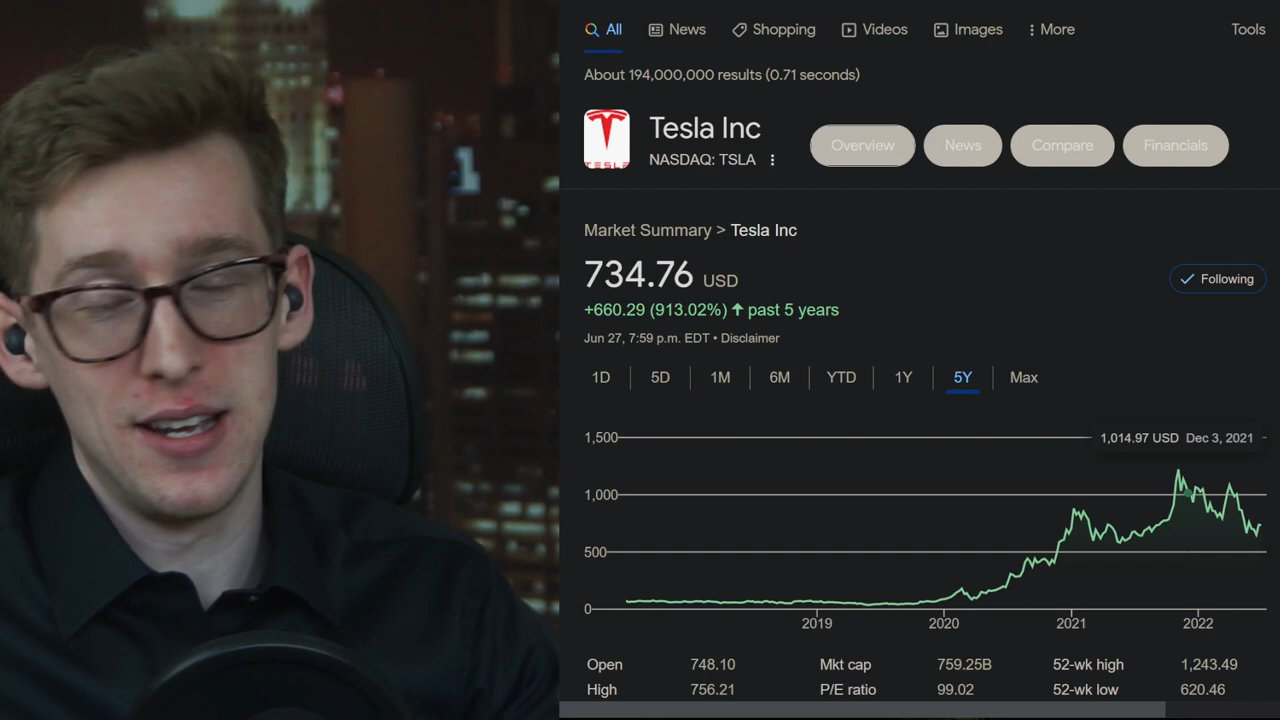 All News Shopping Videos Images More Tools
About 194,000,000 results (0.71 seconds)
Tesla Inc
NASDAQ: TSLA
TESLA
Overview News Compare Financials
Market Summary > Tesla Inc
734.76 USD
Following
+660.29 (913.02%) past 5 years
Jun 27, 7:59 p.m. EDT • Disclaimer
1D 5D 1M 6M YTD 1Y 5Y Max
1,500
1,014.97 USD Dec 3, 2021
1,000
500
0
2019 2020 2021 2022
Open 748.10 Mkt cap 759.25B 52-wk high 1,243.49
High 756.21 P/E ratio 99.02 52-wk low 620.46